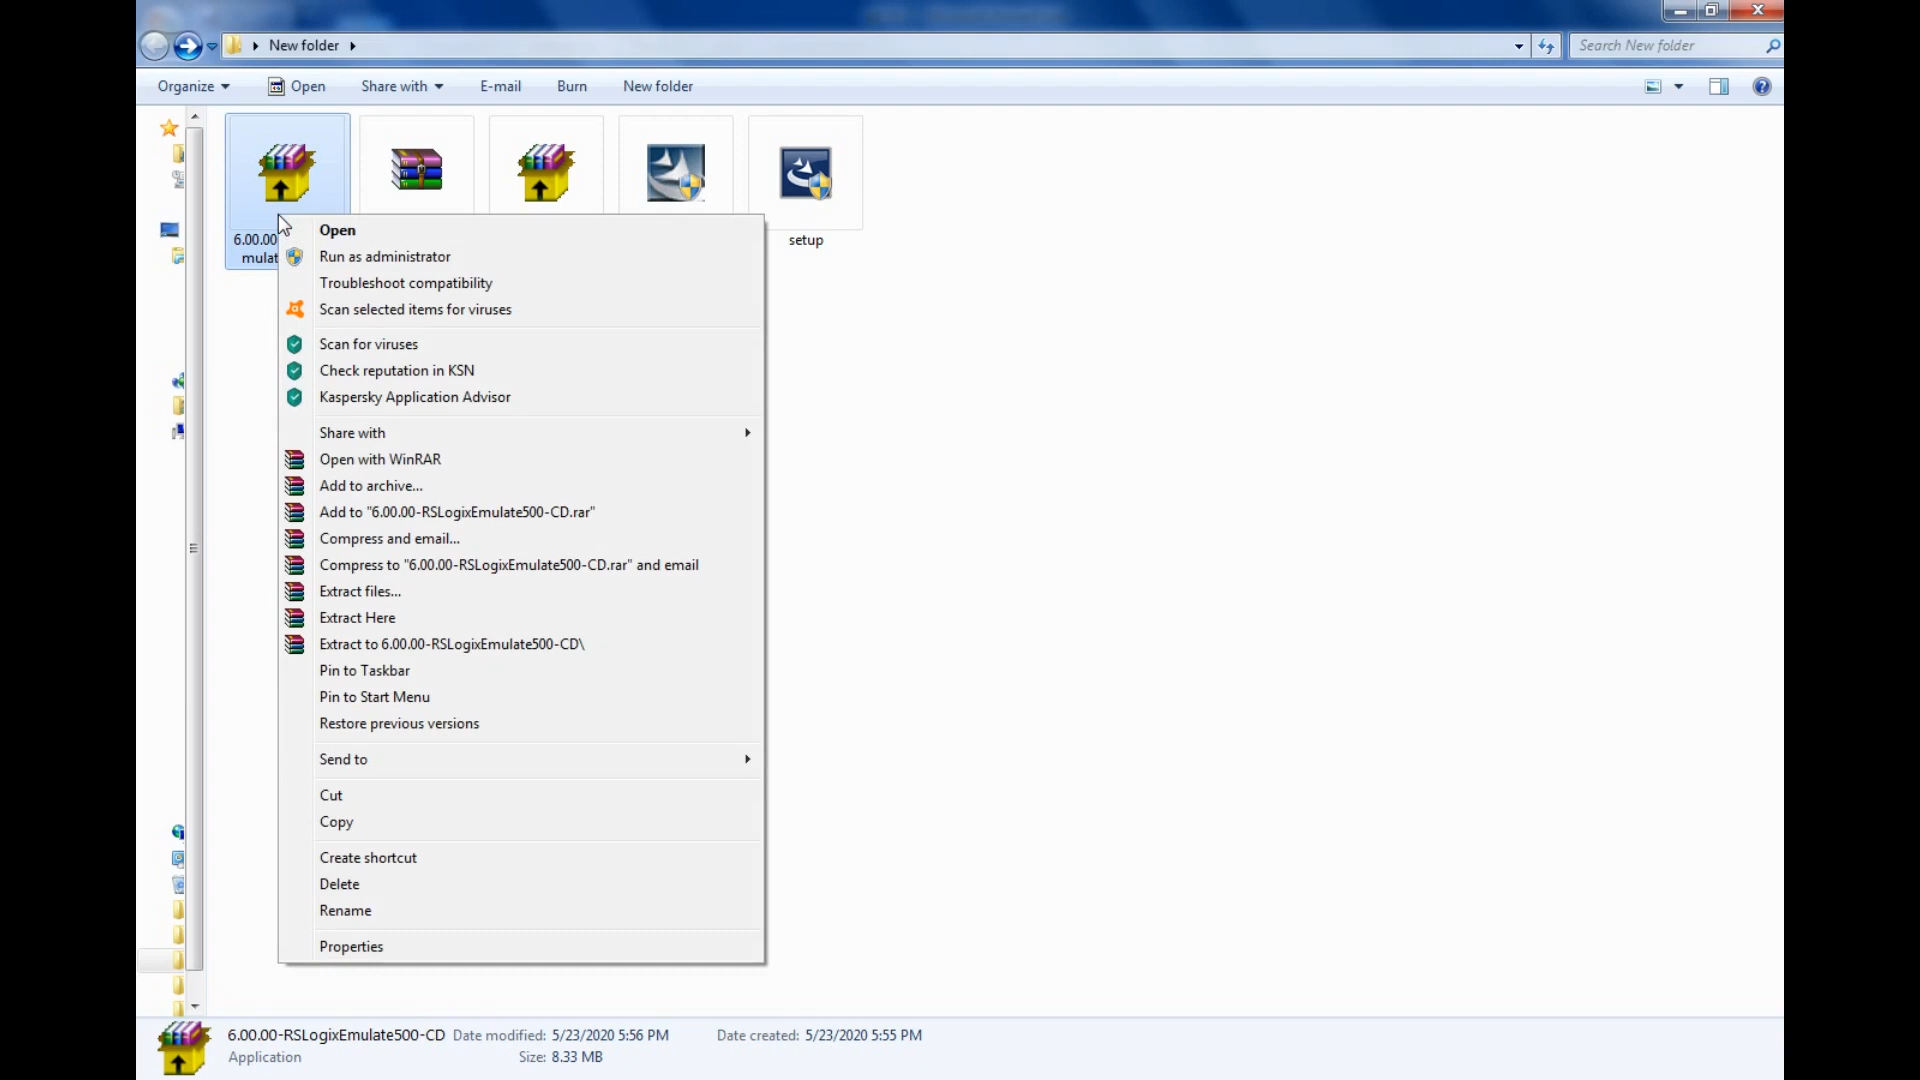 New folder
Search New folder
Organize
Open
Share with
E-mail
Burn
New folder
6.00.00
mulat
setup
Open
Run as administrator
Troubleshoot compatibility
Scan selected items for viruses
Scan for viruses
Check reputation in KSN
Kaspersky Application Advisor
Share with
Open with WinRAR
Add to archive...
Add to "6.00.00-RSLogixEmulate500-CD.rar"
Compress and email...
Compress to "6.00.00-RSLogixEmulate500-CD.rar" and email
Extract files...
Extract Here
Extract to 6.00.00-RSLogixEmulate500-CD\
Pin to Taskbar
Pin to Start Menu
Restore previous versions
Send to
Cut
Copy
Create shortcut
Delete
Rename
Properties
6.00.00-RSLogixEmulate500-CD Date modified: 5/23/2020 5:56 PM Date created: 5/23/2020 5:55 PM
Application Size: 8.33 MB